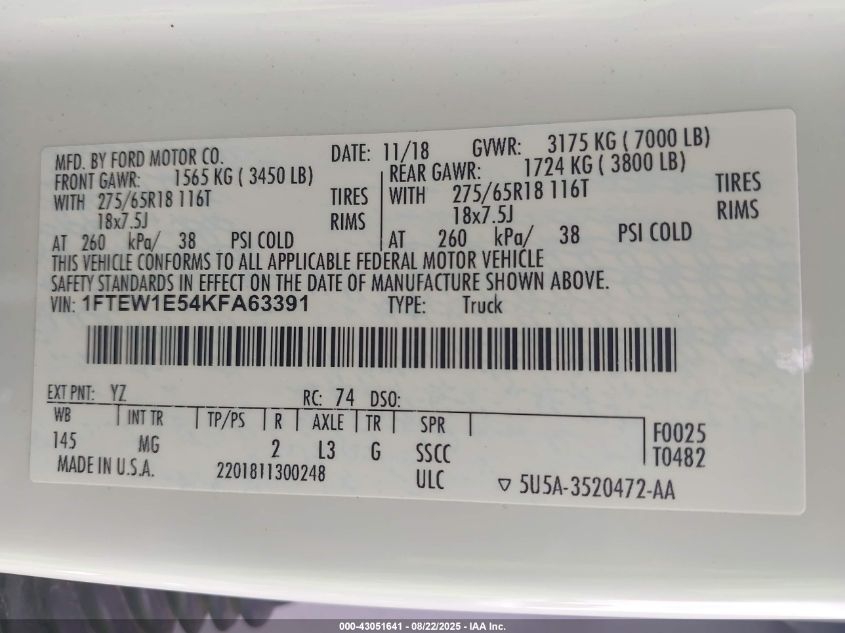 MFD. BY FORD MOTOR CO. DATE: 11/18 GVWR: 3175 KG ( 7000 LB)
FRONT GAWR: 1565 KG ( 3450 LB) REAR GAWR: 1724 KG ( 3800 LB)
WITH 275/65R18 116T TIRES WITH 275/65R18 116T TIRES
18x7.5J RIMS 18x7.5J RIMS
AT 260 kPa/ 38 PSI COLD AT 260 kPa/ 38 PSI COLD
THIS VEHICLE CONFORMS TO ALL APPLICABLE FEDERAL MOTOR VEHICLE
SAFETY STANDARDS IN EFFECT ON THE DATE OF MANUFACTURE SHOWN ABOVE.
VIN: 1FTEW1E54KFA63391 TYPE: Truck
EXT PNT: YZ RC: 74 DSO:
WB INT TR TP/PS R AXLE TR SPR
145 MG 2 L3 G SSCC F0025
T0482
MADE IN U.S.A. 2201811300248 ULC ▽ 5U5A-3520472-AA
000-43051641 - 08/22/2025 - IAA Inc.